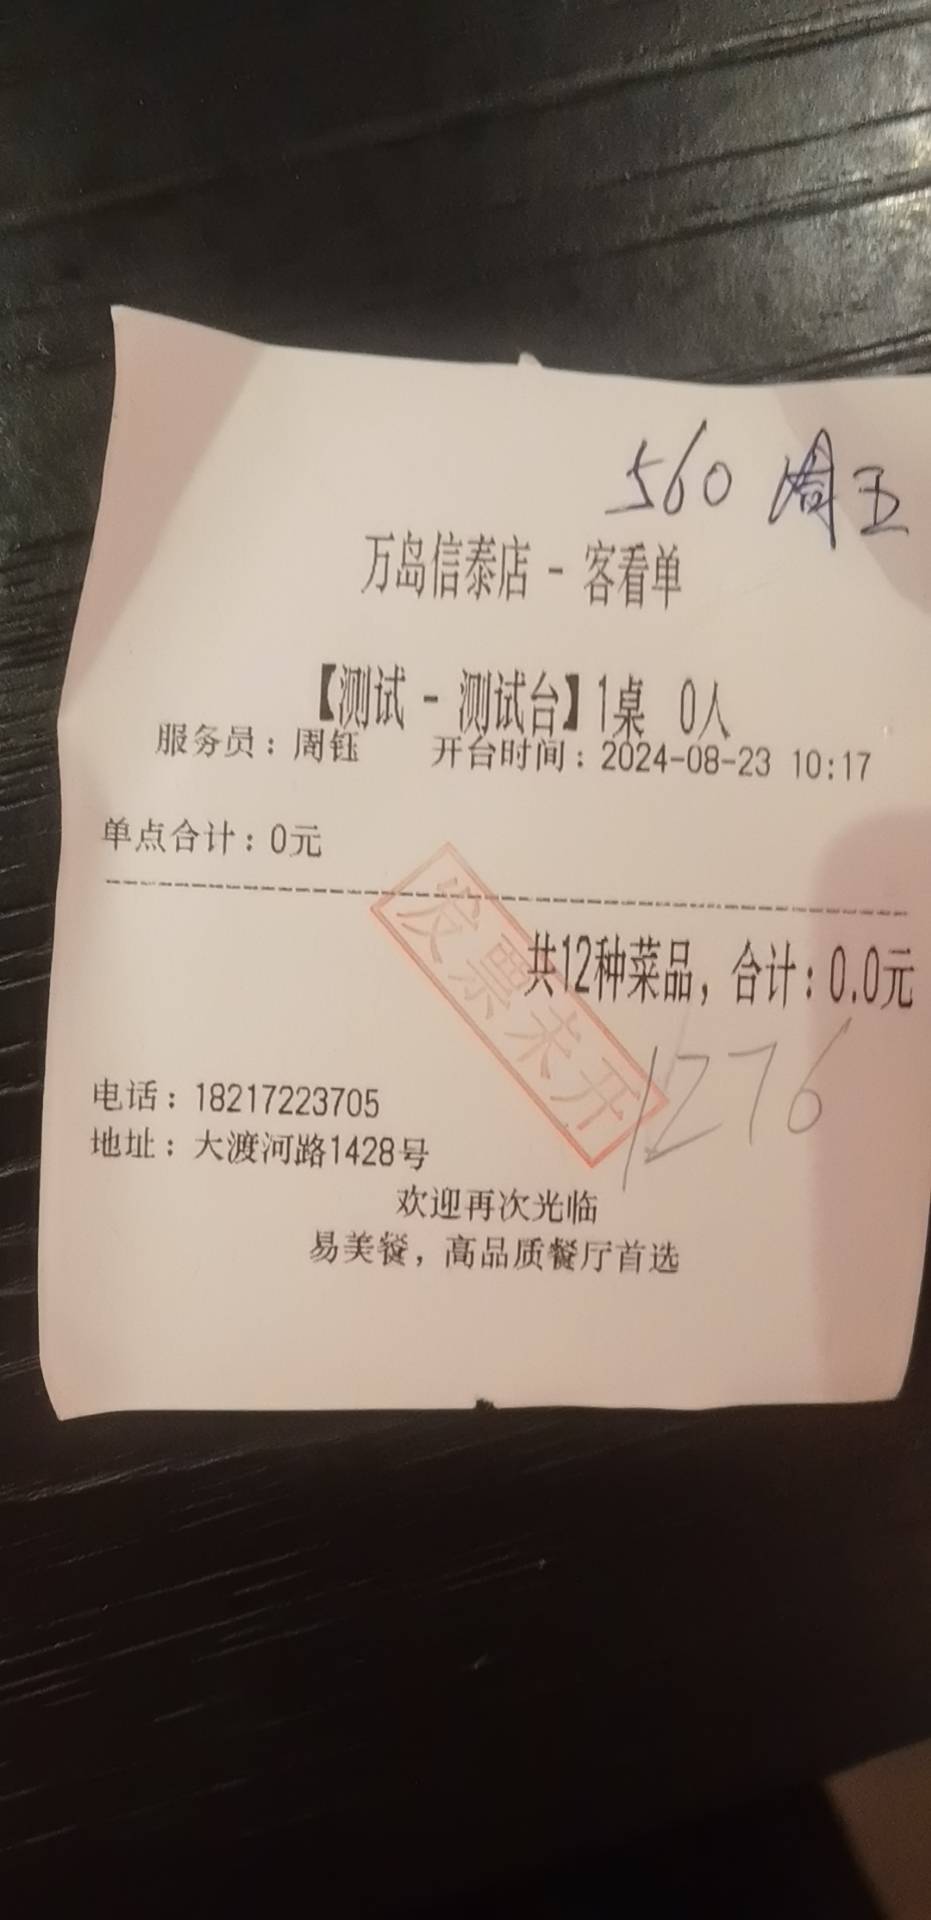 560 周五
万岛信泰店 - 客看单
【测试 - 测试台】1桌 0人
服务员：周钰 开台时间：2024-08-23 10:17
单点合计：0元
共12种菜品，合计：0.0元
发票未开
1276
电话：18217223705
地址：大渡河路1428号
欢迎再次光临
易美餐，高品质餐厅首选